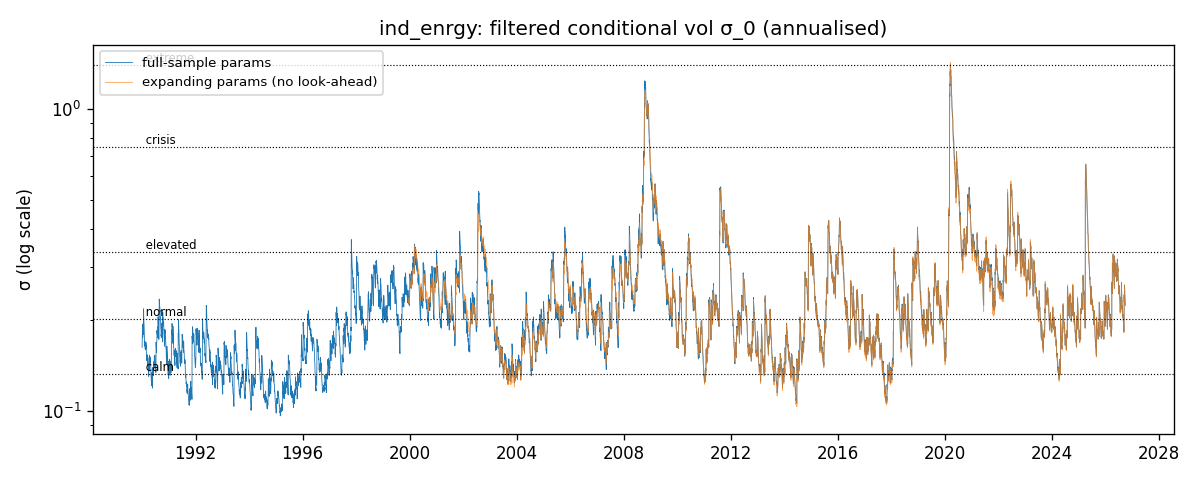 ind_enrgy: filtered conditional vol σ_0 (annualised)
extreme
full-sample params
expanding params (no look-ahead)
10⁰
crisis
elevated
normal
calm
10⁻¹
σ (log scale)
1992 1996 2000 2004 2008 2012 2016 2020 2024 2028